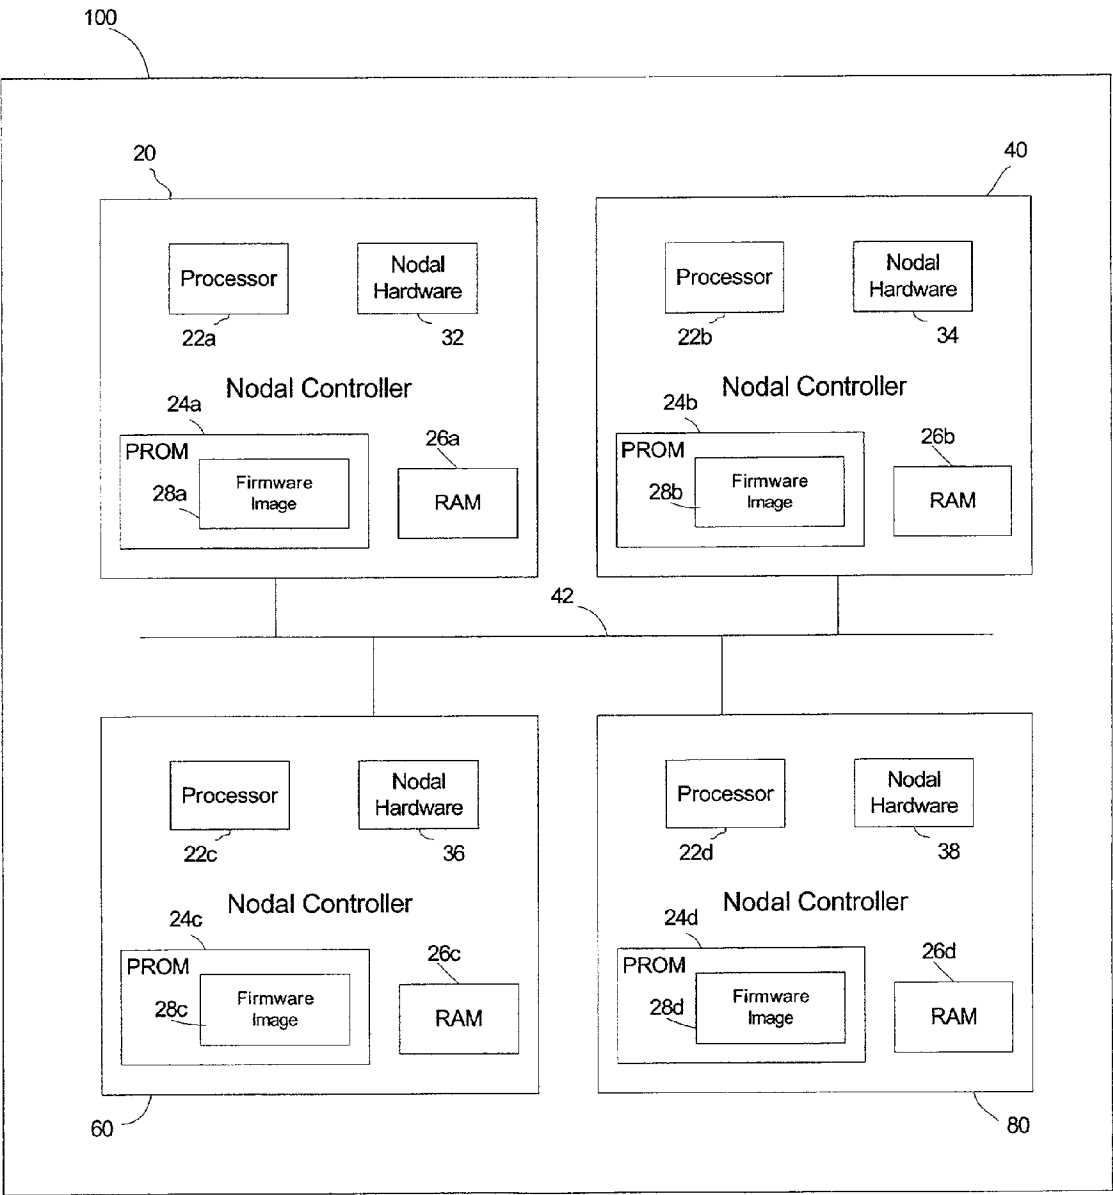 100
20
40
Processor
Nodal
Hardware
Processor
Nodal
Hardware
22a
32
22b
34
Nodal Controller
Nodal Controller
24a
24b
26a
26b
PROM
PROM
Firmware
Image
Firmware
Image
28a
RAM
28b
RAM
42
Processor
Nodal
Hardware
Processor
Nodal
Hardware
22c
36
22d
38
Nodal Controller
Nodal Controller
24c
24d
26c
26d
PROM
PROM
Firmware
Image
Firmware
Image
28c
RAM
28d
RAM
60
80